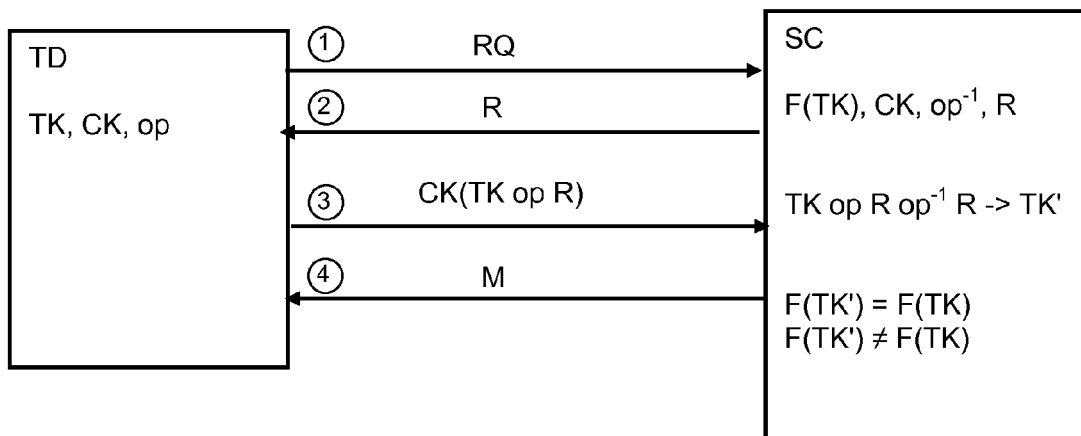 TD
TK, CK, op
① RQ
② R
③ CK(TK op R)
④ M
SC
F(TK), CK, op⁻¹, R
TK op R op⁻¹ R -> TK'
F(TK') = F(TK)
F(TK') ≠ F(TK)